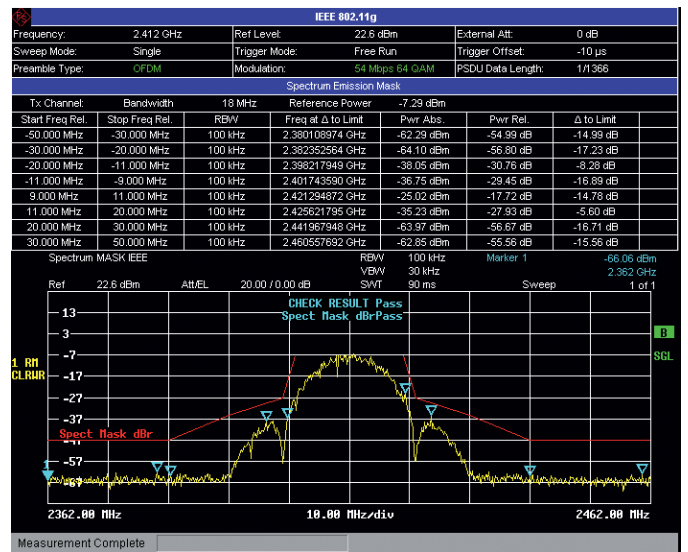 IEEE 802.11g
Frequency: 2.412 GHz Ref Level: 22.6 dBm External Att: 0 dB
Sweep Mode: Single Trigger Mode: Free Run Trigger Offset: -10 µs
Preamble Type: OFDM Modulation: 54 Mbps 64 QAM PSDU Data Length: 1/1366
Spectrum Emission Mask
Tx Channel: Bandwidth 18 MHz Reference Power -7.29 dBm
Start Freq Rel. Stop Freq Rel. RBW Freq at Δ to Limit Pwr Abs. Pwr Rel. Δ to Limit
-50.000 MHz -30.000 MHz 100 kHz 2.380108974 GHz -62.29 dBm -54.99 dB -14.99 dB
-30.000 MHz -20.000 MHz 100 kHz 2.382352564 GHz -64.10 dBm -56.80 dB -17.23 dB
-20.000 MHz -11.000 MHz 100 kHz 2.398217949 GHz -38.05 dBm -30.76 dB -8.28 dB
-11.000 MHz -9.000 MHz 100 kHz 2.401743590 GHz -36.75 dBm -29.45 dB -16.89 dB
9.000 MHz 11.000 MHz 100 kHz 2.421294872 GHz -25.02 dBm -17.72 dB -14.78 dB
11.000 MHz 20.000 MHz 100 kHz 2.425621795 GHz -35.23 dBm -27.93 dB -5.60 dB
20.000 MHz 30.000 MHz 100 kHz 2.441967948 GHz -63.97 dBm -56.67 dB -16.71 dB
30.000 MHz 50.000 MHz 100 kHz 2.460557692 GHz -62.85 dBm -55.56 dB -15.56 dB
Spectrum MASK IEEE RBW 100 kHz Marker 1 -66.06 dBm
VBW 30 kHz 2.362 GHz
Ref 22.6 dBm Att/EL 20.00 / 0.00 dB SWT 90 ms Sweep 1 of 1
CHECK RESULT Pass
Spect Mask dBrPass
13
3
B
-7
SGL
1 RM
CLRWR
-17
-27
-37
Spect Mask dBr
-57
1
2362.00 MHz 10.00 MHz/div 2462.00 MHz
Measurement Complete